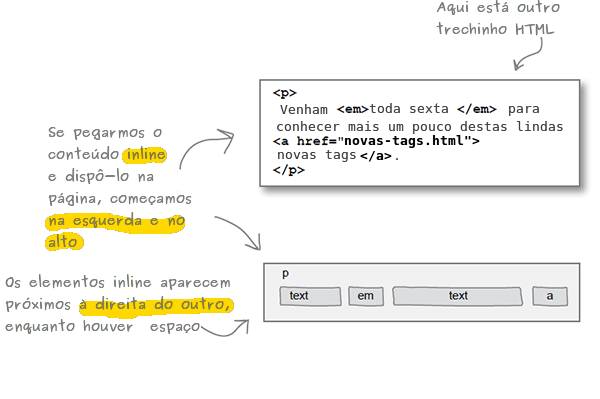 Aqui está outro
trechinho HTML
<p>
Venham <em>toda sexta </em> para
conhecer mais um pouco destas lindas
<a href="novas-tags.html">
novas tags</a>.
</p>
Se pegarmos o
conteúdo inline
e dispô-lo na
página, começamos
na esquerda e no
alto
Os elementos inline aparecem
próximos à direita do outro,
enquanto houver espaço
p
text em text a